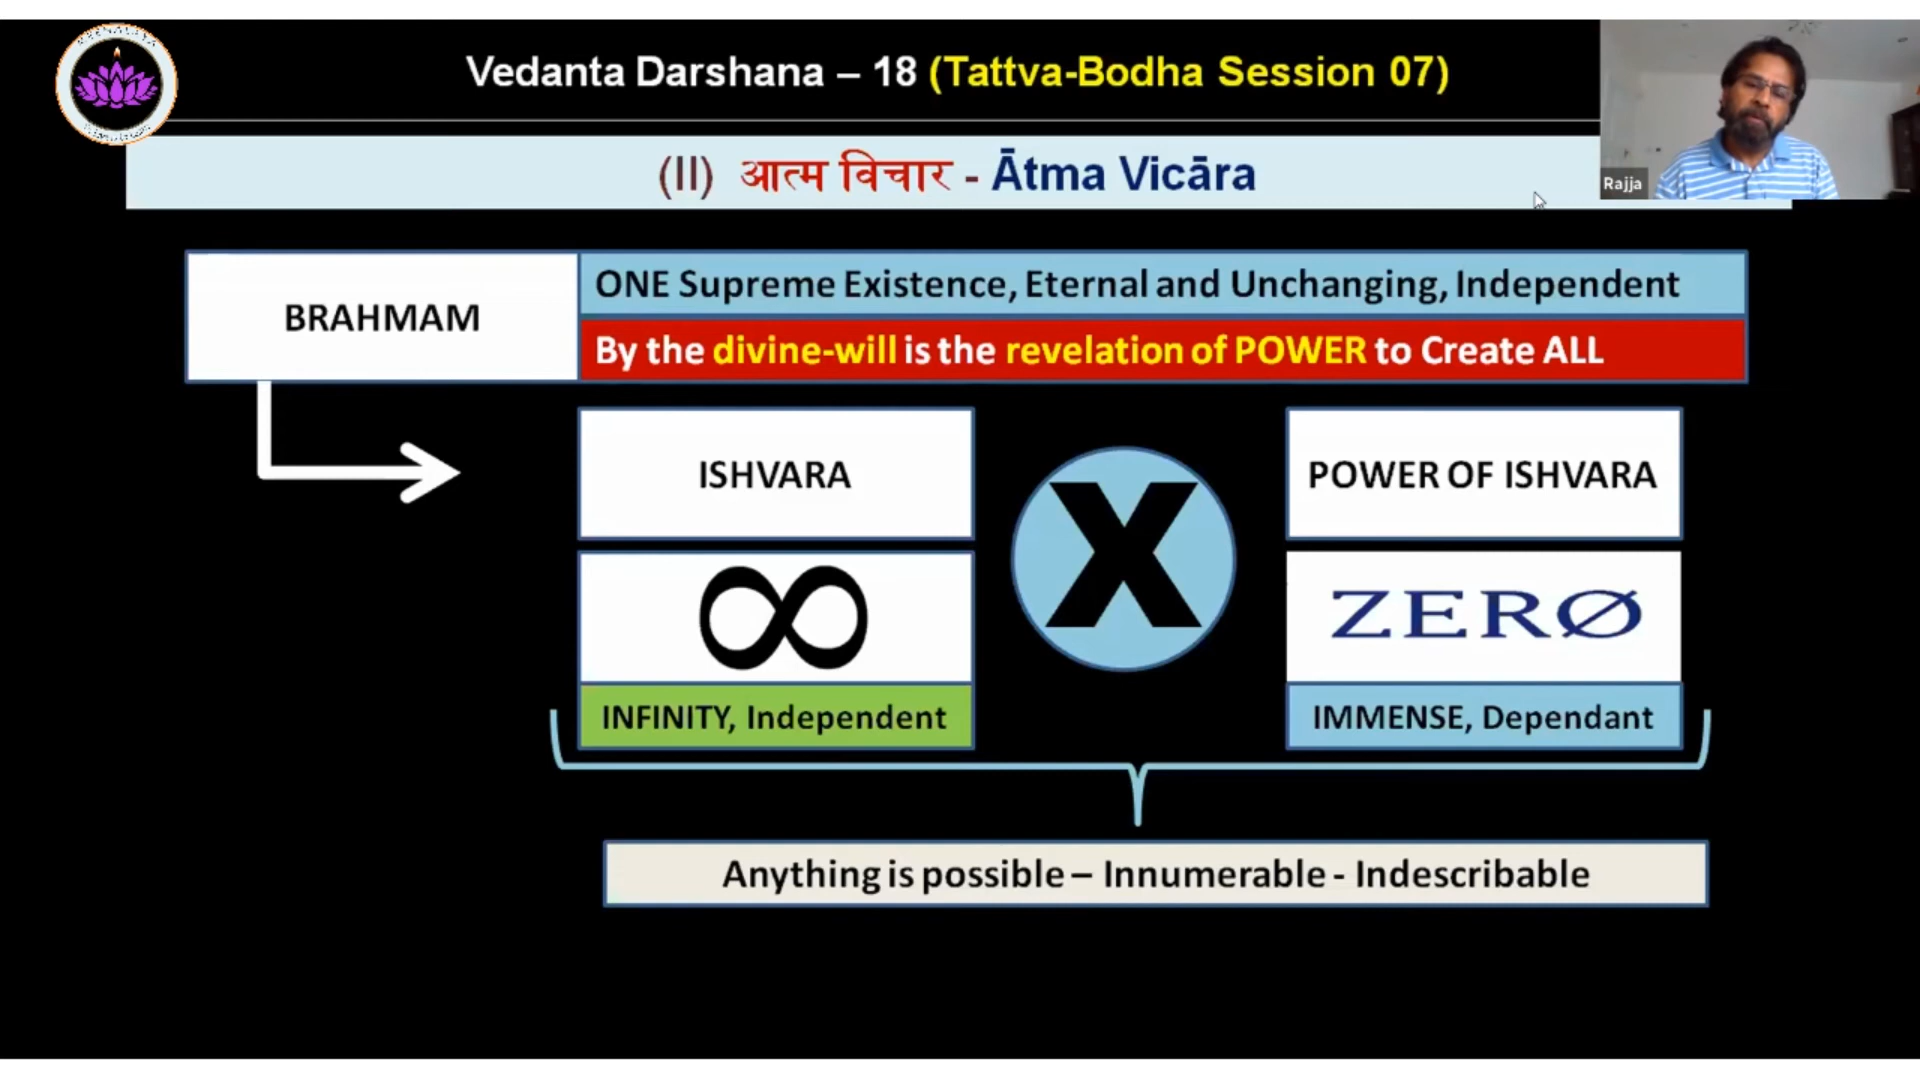 Vedanta Darshana – 18 (Tattva-Bodha Session 07)
Rajja
(II) आत्म विचार - Ātma Vicāra
BRAHMAM
ONE Supreme Existence, Eternal and Unchanging, Independent
By the divine-will is the revelation of POWER to Create ALL
ISHVARA
X
POWER OF ISHVARA
∞
ZERØ
INFINITY, Independent
IMMENSE, Dependant
Anything is possible – Innumerable - Indescribable